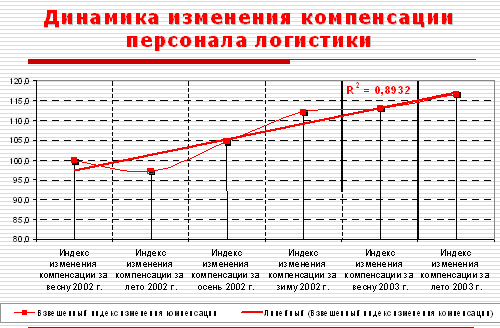 Динамика изменения компенсации
персонала логистики
120,0
115,0
110,0
105,0
100,0
95,0
90,0
85,0
80,0
R² = 0,8932
Индекс изменения компенсации за весну 2002 г.
Индекс изменения компенсации за лето 2002 г.
Индекс изменения компенсации за осень 2002 г.
Индекс изменения компенсации за зиму 2002 г.
Индекс изменения компенсации за весну 2003 г.
Индекс изменения компенсации за лето 2003 г.
Взвешенный индекс изменения компенсации
Линейный (Взвешенный индекс изменения компенсации)